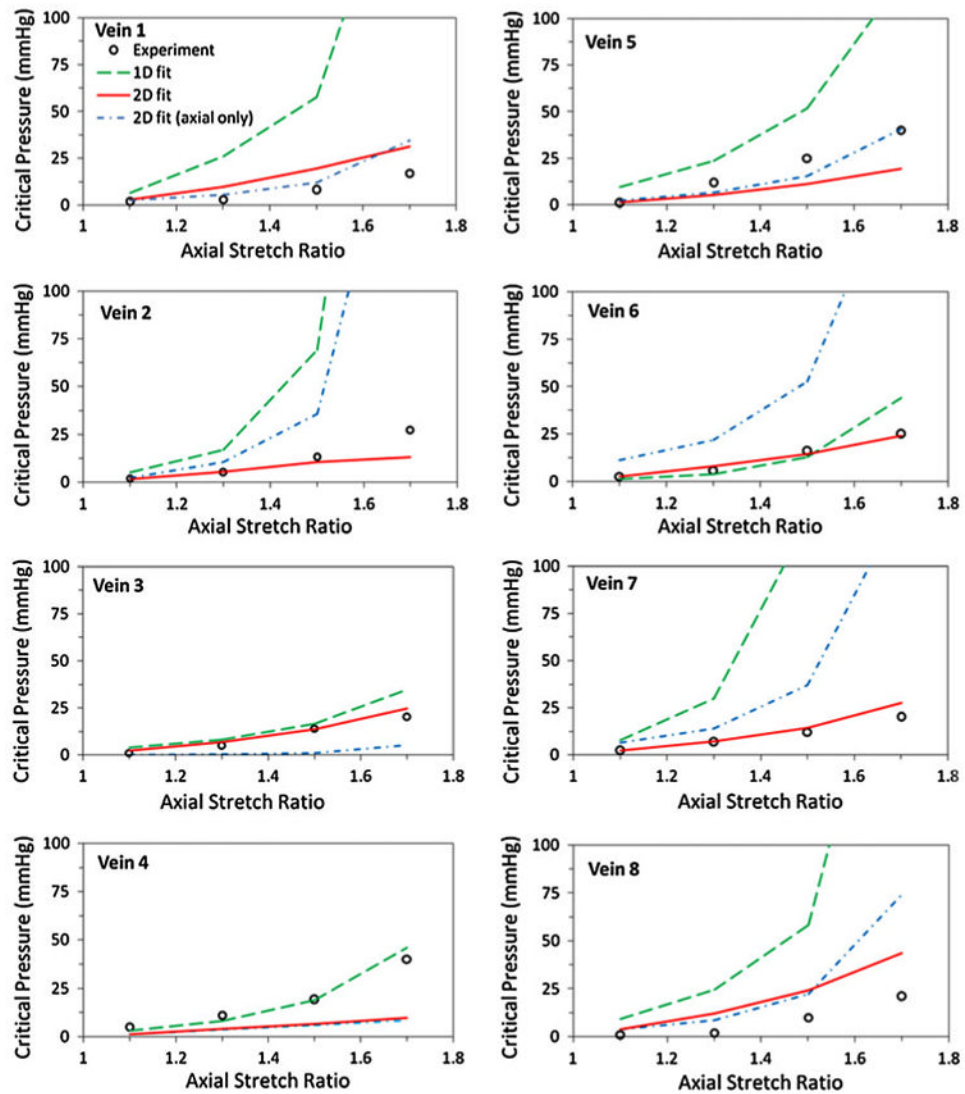 Critical Pressure (mmHg)
100
75
50
25
0
Vein 1
Experiment
1D fit
2D fit
2D fit (axial only)
1 1.2 1.4 1.6 1.8
Axial Stretch Ratio
Critical Pressure (mmHg)
100
75
50
25
0
Vein 5
1 1.2 1.4 1.6 1.8
Axial Stretch Ratio
Critical Pressure (mmHg)
100
75
50
25
0
Vein 2
1 1.2 1.4 1.6 1.8
Axial Stretch Ratio
Critical Pressure (mmHg)
100
75
50
25
0
Vein 6
1 1.2 1.4 1.6 1.8
Axial Stretch Ratio
Critical Pressure (mmHg)
100
75
50
25
0
Vein 3
1 1.2 1.4 1.6 1.8
Axial Stretch Ratio
Critical Pressure (mmHg)
100
75
50
25
0
Vein 7
1 1.2 1.4 1.6 1.8
Axial Stretch Ratio
Critical Pressure (mmHg)
100
75
50
25
0
Vein 4
1 1.2 1.4 1.6 1.8
Axial Stretch Ratio
Critical Pressure (mmHg)
100
75
50
25
0
Vein 8
1 1.2 1.4 1.6 1.8
Axial Stretch Ratio